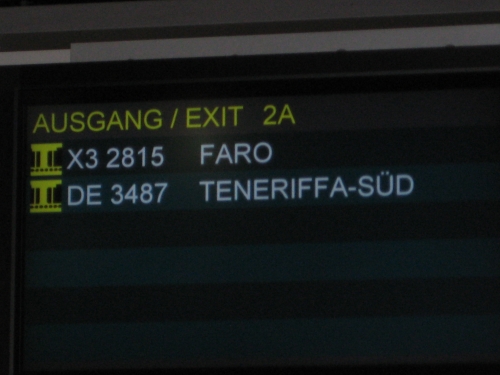 AUSGANG / EXIT 2A
X3 2815 FARO
DE 3487 TENERIFFA-SÜD